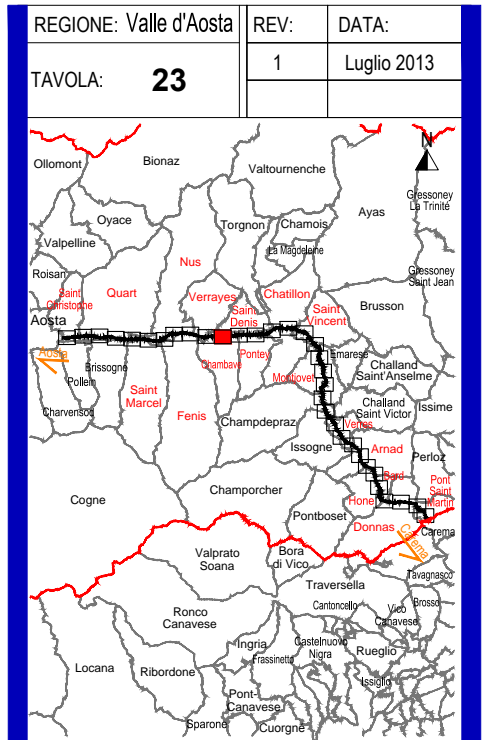 REGIONE: Valle d'Aosta
REV:
DATA:
TAVOLA: 23
1
Luglio 2013
N
Ollomont
Bionaz
Valtournenche
Ayas
Gressoney
La Trinité
Oyace
Torgnon
Chamois
Valpelline
La Magdeleine
Roisan
Nus
Gressoney
Saint Jean
Saint
Christophe
Quart
Verrayes
Chatillon
Saint
Denis
Saint
Vincent
Brusson
Aosta
Aosta
Brissogne
Chambave
Pontey
Emarese
Pollein
Saint
Marcel
Montjovet
Challand
Saint'Anselme
Charvensod
Fenis
Champdepraz
Challand
Saint Victor
Issime
Verres
Issogne
Arnad
Perloz
Cogne
Champorcher
Bard
Pont
Saint
Martin
Hone
Pontboset
Donnas
Carema
Carema
Valprato
Soana
Bora
di Vico
Tavagnasco
Traversella
Ronco
Canavese
Cantoncello
Vico
Canavese
Brosso
Ingria
Castelnuovo
Nigra
Rueglio
Frassinetto
Locana
Ribordone
Issiglio
Pont-
Canavese
Sparone
Cuorgnè